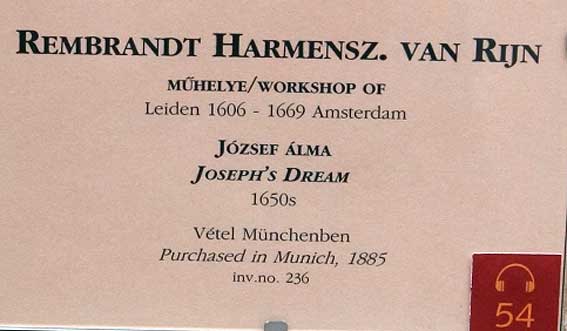 REMBRANDT HARMENSZ. VAN RIJN
MŰHELYE/WORKSHOP OF
Leiden 1606 - 1669 Amsterdam
JÓZSEF ÁLMA
JOSEPH'S DREAM
1650s
Vétel Münchenben
Purchased in Munich, 1885
inv.no. 236
54